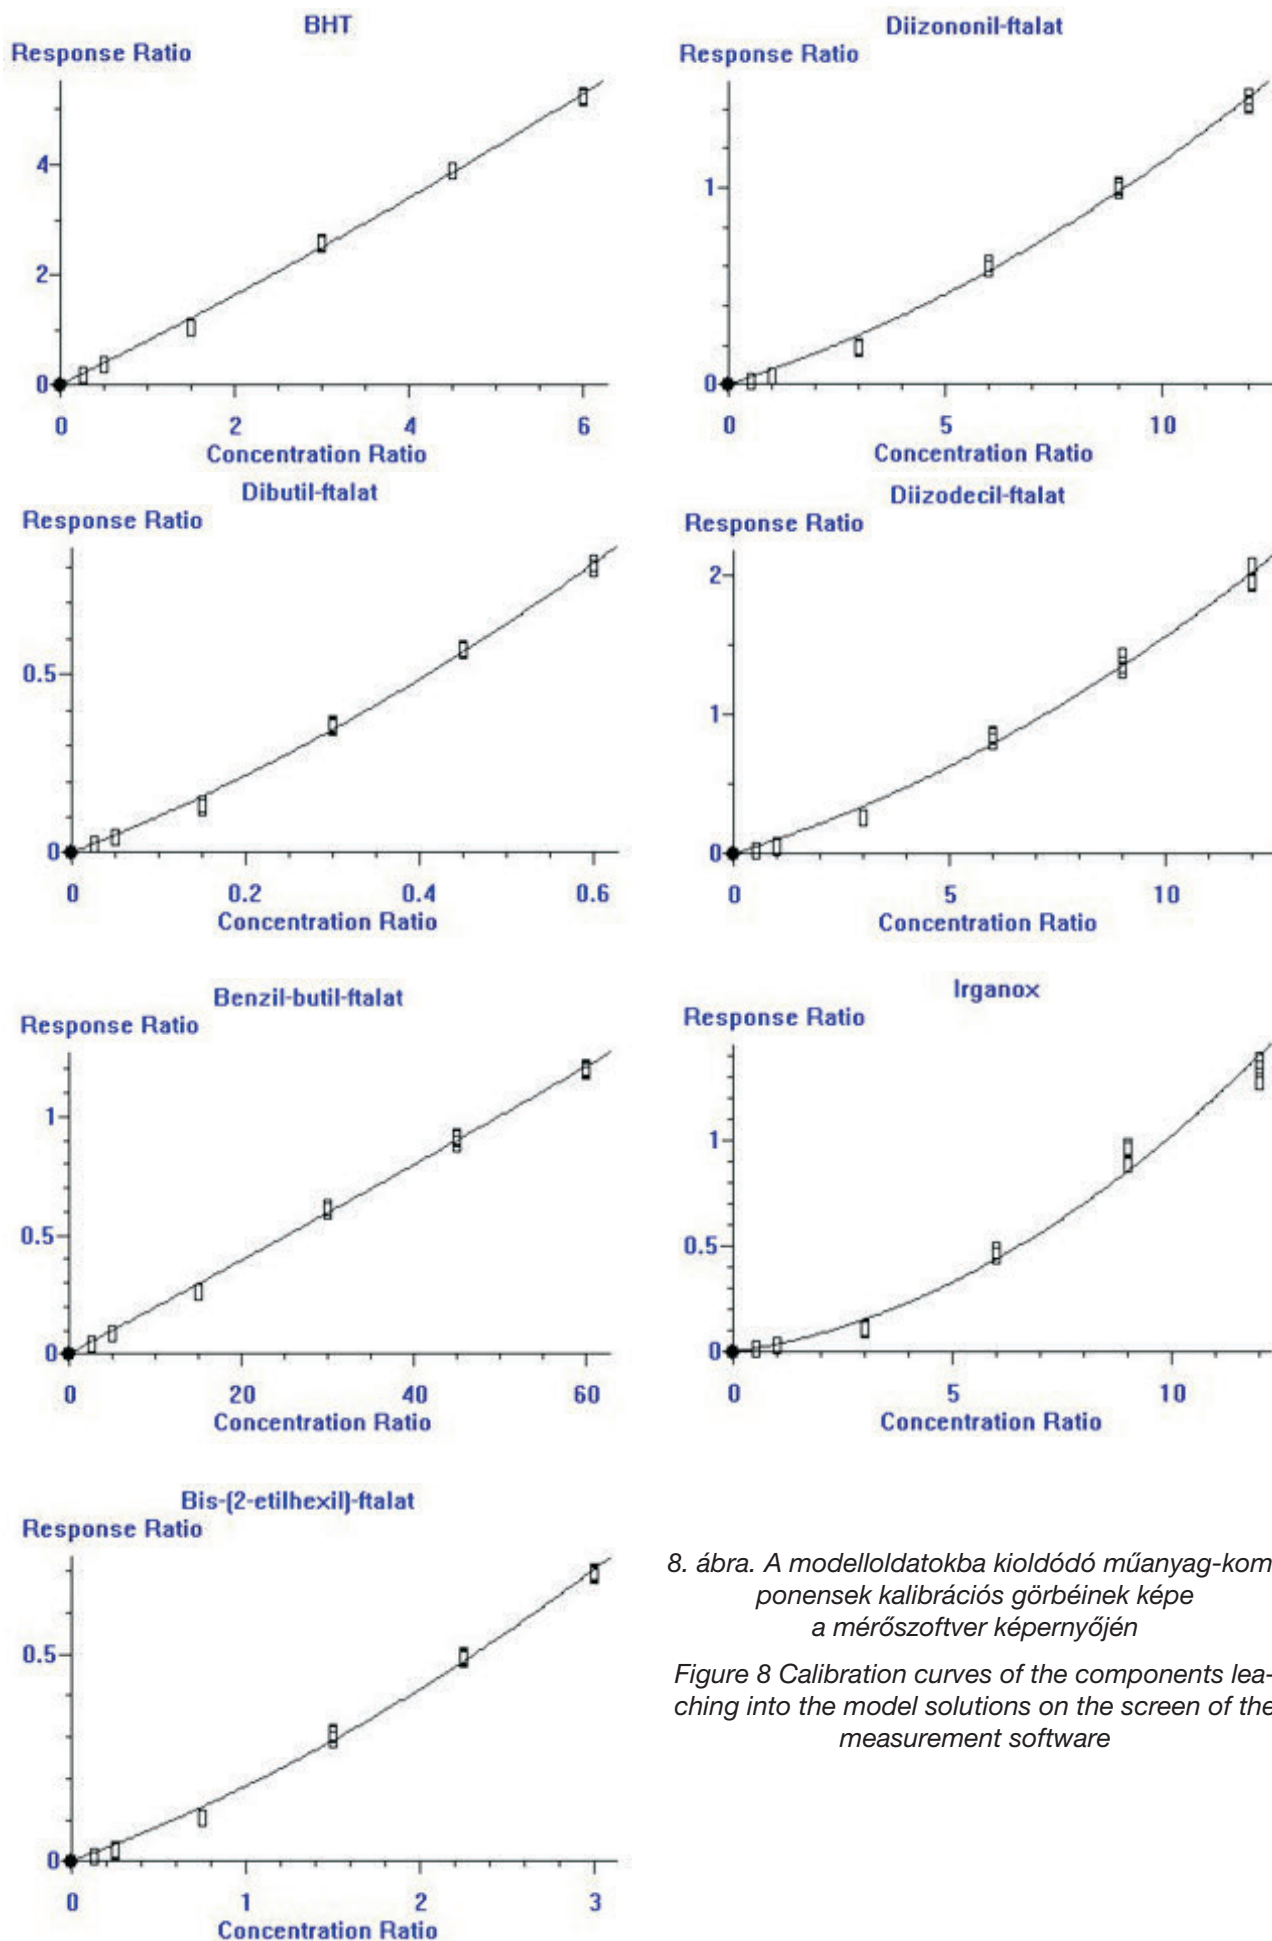 BHT
Response Ratio
4
2
0
0 2 4 6
Concentration Ratio
Diizononil-ftalat
Response Ratio
1
0
0 5 10
Concentration Ratio
Dibutil-ftalat
Response Ratio
0.5
0
0 0.2 0.4 0.6
Concentration Ratio
Diizodecil-ftalat
Response Ratio
2
1
0
0 5 10
Concentration Ratio
Benzil-butil-ftalat
Response Ratio
1
0.5
0
0 20 40 60
Concentration Ratio
Irganox
Response Ratio
1
0.5
0
0 5 10
Concentration Ratio
Bis-(2-etilhexil)-ftalat
Response Ratio
0.5
0
0 1 2 3
Concentration Ratio
8. ábra. A modelloldatokba kioldódó műanyag-kom
ponensek kalibrációs görbéinek képe
a mérőszoftver képernyőjén
Figure 8 Calibration curves of the components lea-
ching into the model solutions on the screen of the
measurement software